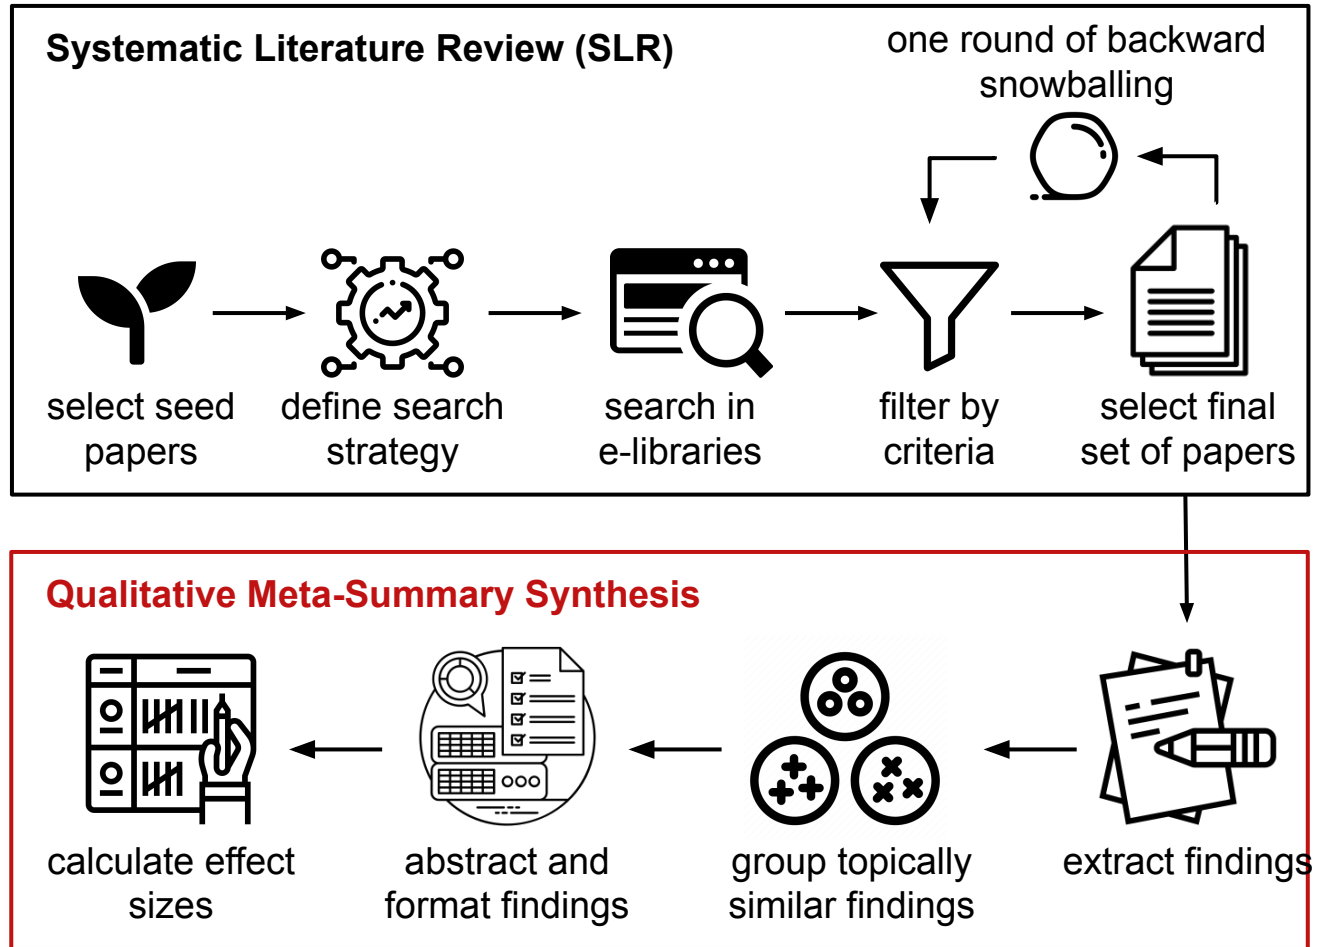 Systematic Literature Review (SLR)
one round of backward
snowballing
select seed
papers
define search
strategy
search in
e-libraries
filter by
criteria
select final
set of papers
Qualitative Meta-Summary Synthesis
calculate effect
sizes
abstract and
format findings
group topically
similar findings
extract findings